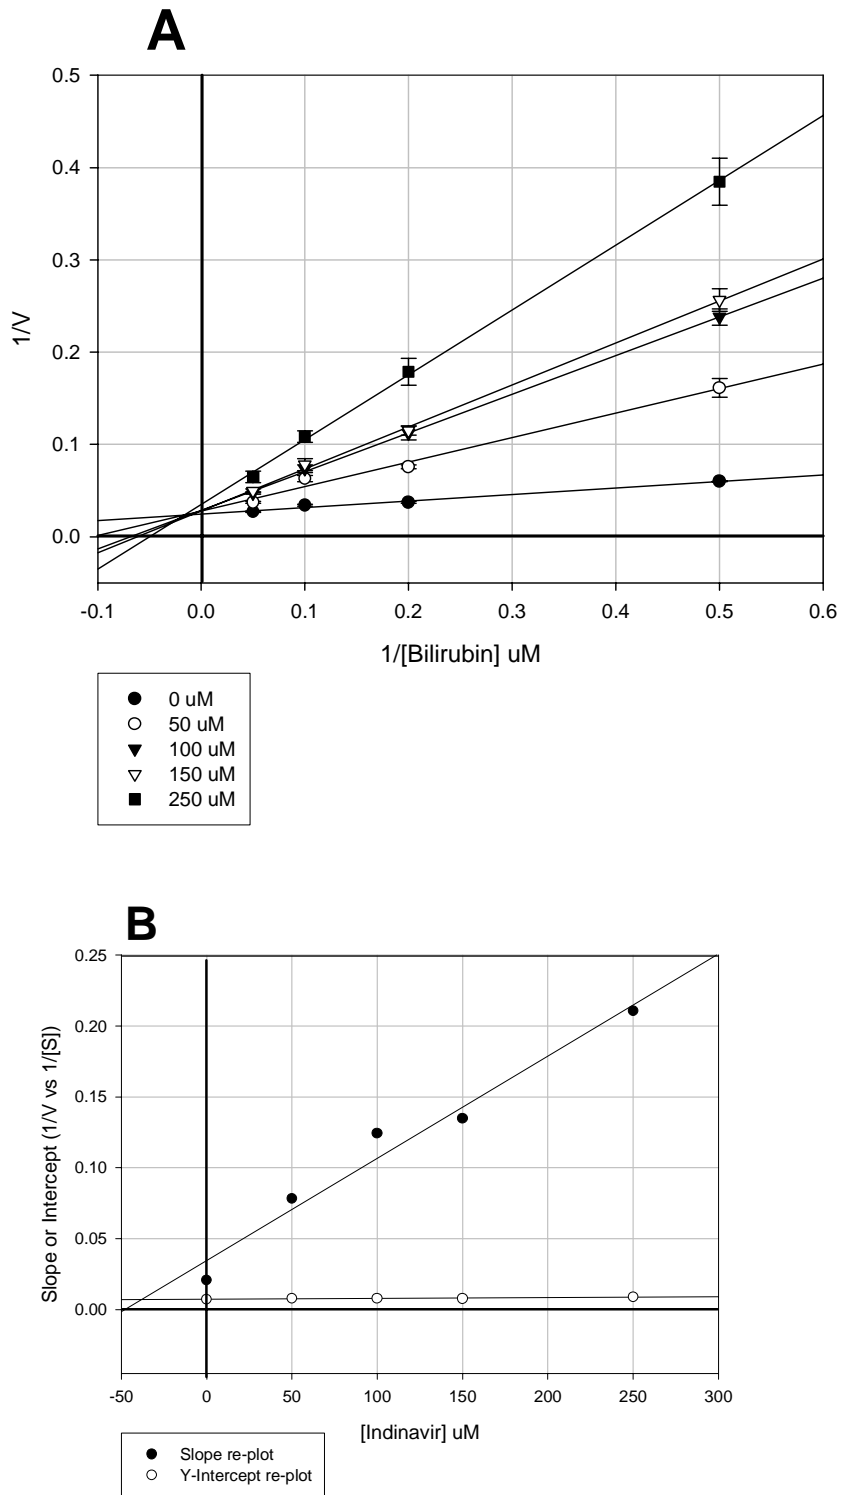 A
0.5
0.4
0.3
0.2
0.1
0.0
1/V
-0.1 0.0 0.1 0.2 0.3 0.4 0.5 0.6
1/[Bilirubin] uM
0 uM
50 uM
100 uM
150 uM
250 uM
B
0.25
0.20
0.15
0.10
0.05
0.00
Slope or Intercept (1/V vs 1/[S])
-50 0 50 100 150 200 250 300
[Indinavir] uM
Slope re-plot
Y-Intercept re-plot